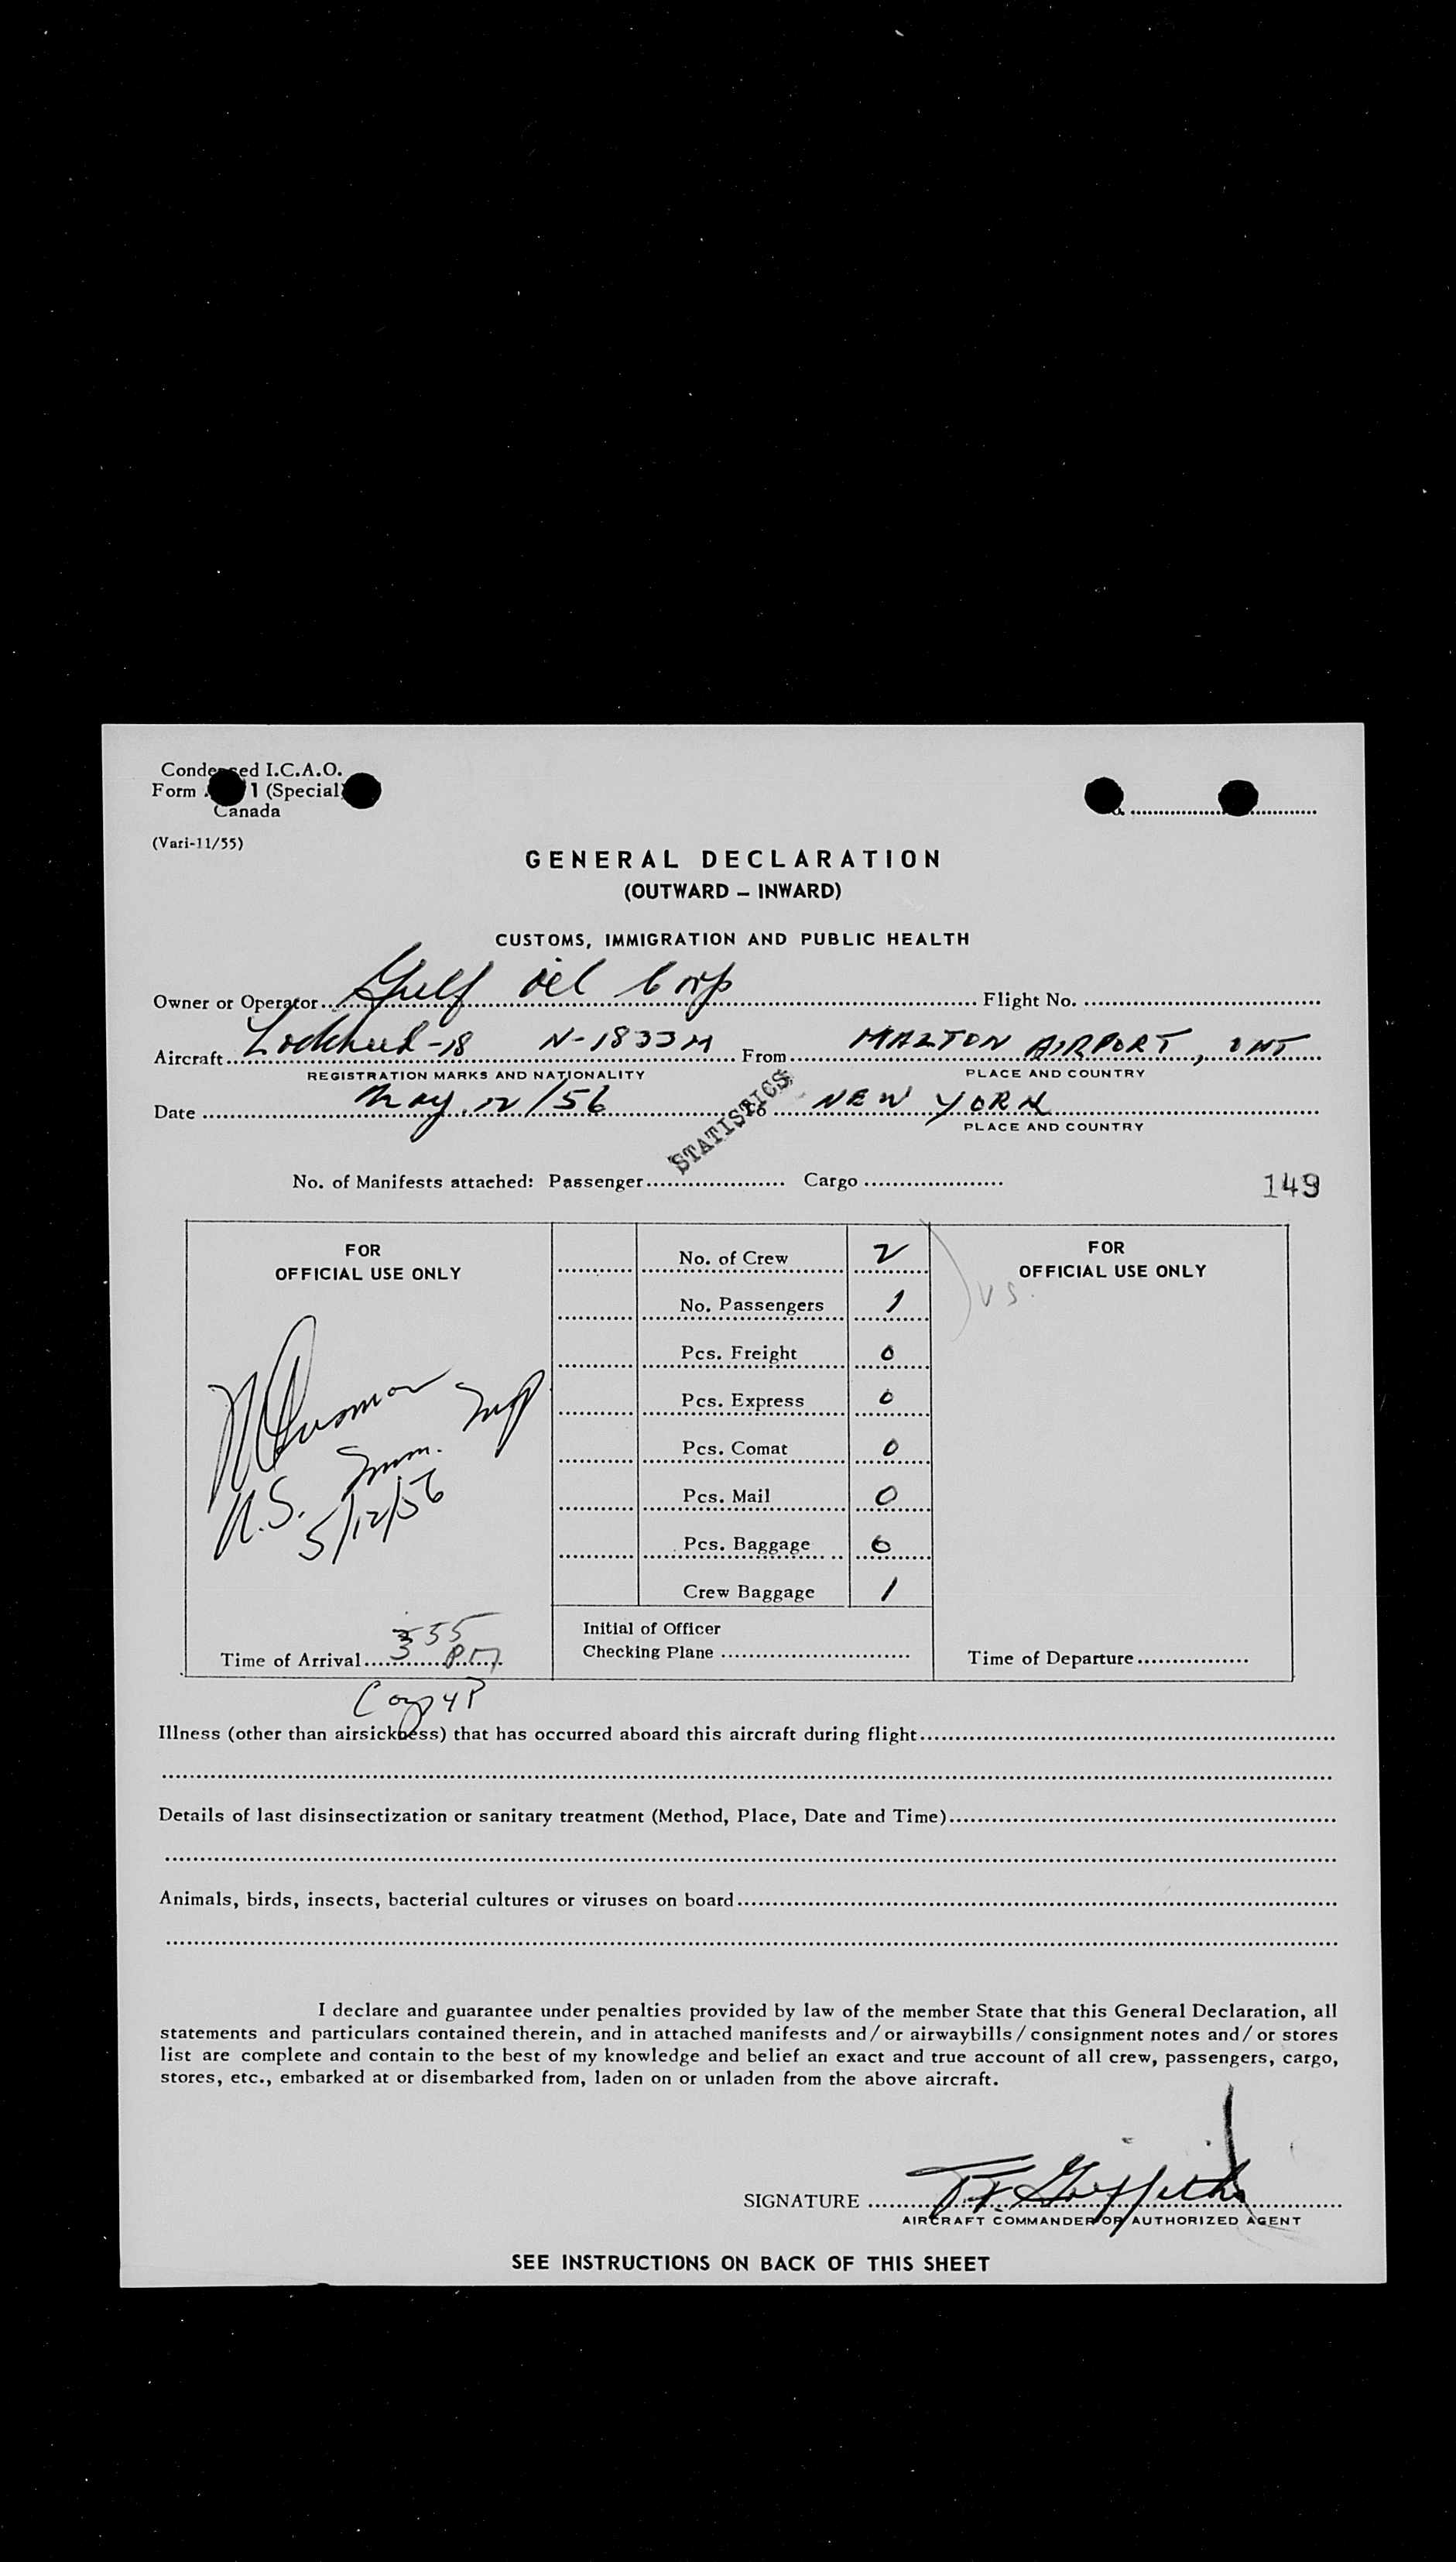 Condensed I.C.A.O.
Form 1 (Special)
Canada
(Vari-11/55)
GENERAL DECLARATION
(OUTWARD – INWARD)
CUSTOMS, IMMIGRATION AND PUBLIC HEALTH
Owner or Operator Gulf Oil Corp Flight No.
Aircraft Lockheed-18 N-1833M From MALTON AIRPORT, ONT
REGISTRATION MARKS AND NATIONALITY PLACE AND COUNTRY
Date May 12/56 To NEW YORK
PLACE AND COUNTRY
STATISTICS
No. of Manifests attached: Passenger Cargo
149
FOR
OFFICIAL USE ONLY
U.S. Imm. Insp
5/12/56
Time of Arrival 355 P.M.
Copy P
No. of Crew 2
No. Passengers 1
Pcs. Freight 0
Pcs. Express 0
Pcs. Comat 0
Pcs. Mail 0
Pcs. Baggage 0
Crew Baggage 1
Initial of Officer
Checking Plane
FOR
OFFICIAL USE ONLY
) U S.
Time of Departure
Illness (other than airsickness) that has occurred aboard this aircraft during flight
Details of last disinsectization or sanitary treatment (Method, Place, Date and Time)
Animals, birds, insects, bacterial cultures or viruses on board
I declare and guarantee under penalties provided by law of the member State that this General Declaration, all
statements and particulars contained therein, and in attached manifests and/or airwaybills/consignment notes and/or stores
list are complete and contain to the best of my knowledge and belief an exact and true account of all crew, passengers, cargo,
stores, etc., embarked at or disembarked from, laden on or unladen from the above aircraft.
SIGNATURE T.F. Griffith
AIRCRAFT COMMANDER OR AUTHORIZED AGENT
SEE INSTRUCTIONS ON BACK OF THIS SHEET